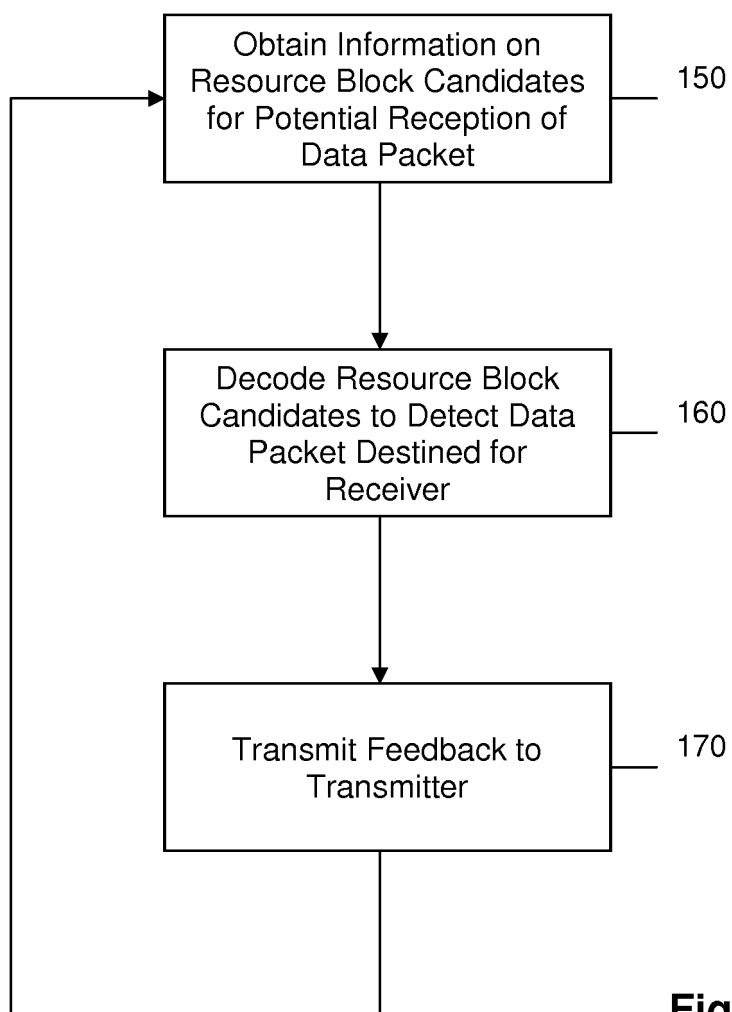 Obtain Information on
Resource Block Candidates
for Potential Reception of
Data Packet
150
Decode Resource Block
Candidates to Detect Data
Packet Destined for
Receiver
160
Transmit Feedback to
Transmitter
170
Fig